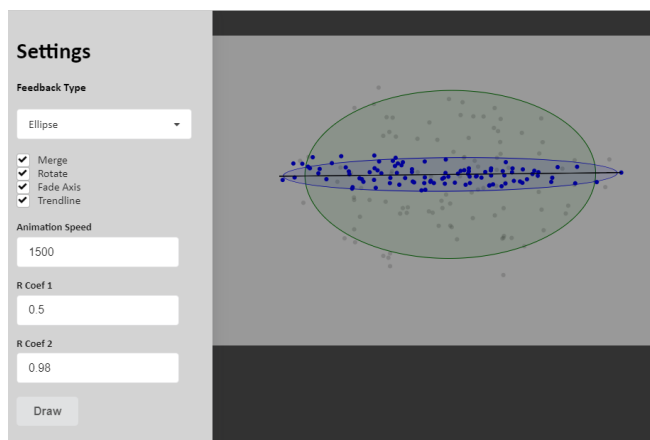 Settings
Feedback Type
Ellipse
Merge
Rotate
Fade Axis
Trendline
Animation Speed
1500
R Coef 1
0.5
R Coef 2
0.98
Draw